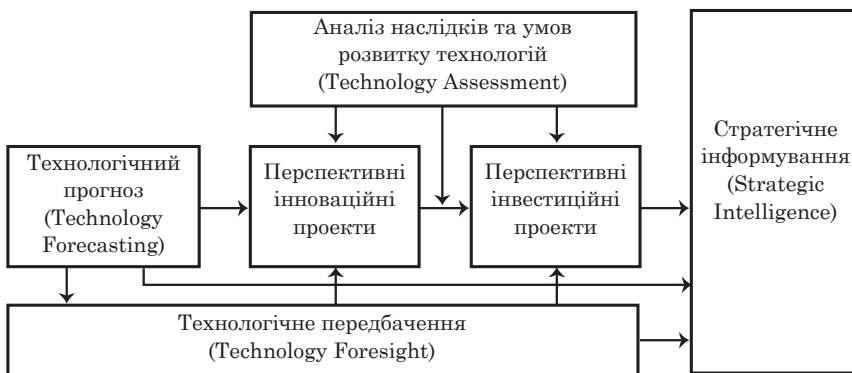 Аналіз наслідків та умов
розвитку технологій
(Technology Assessment)
Технологічний
прогноз
(Technology
Forecasting)
Перспективні
інноваційні
проекти
Перспективні
інвестиційні
проекти
Стратегічне
інформування
(Strategic
Intelligence)
Технологічне передбачення
(Technology Foresight)